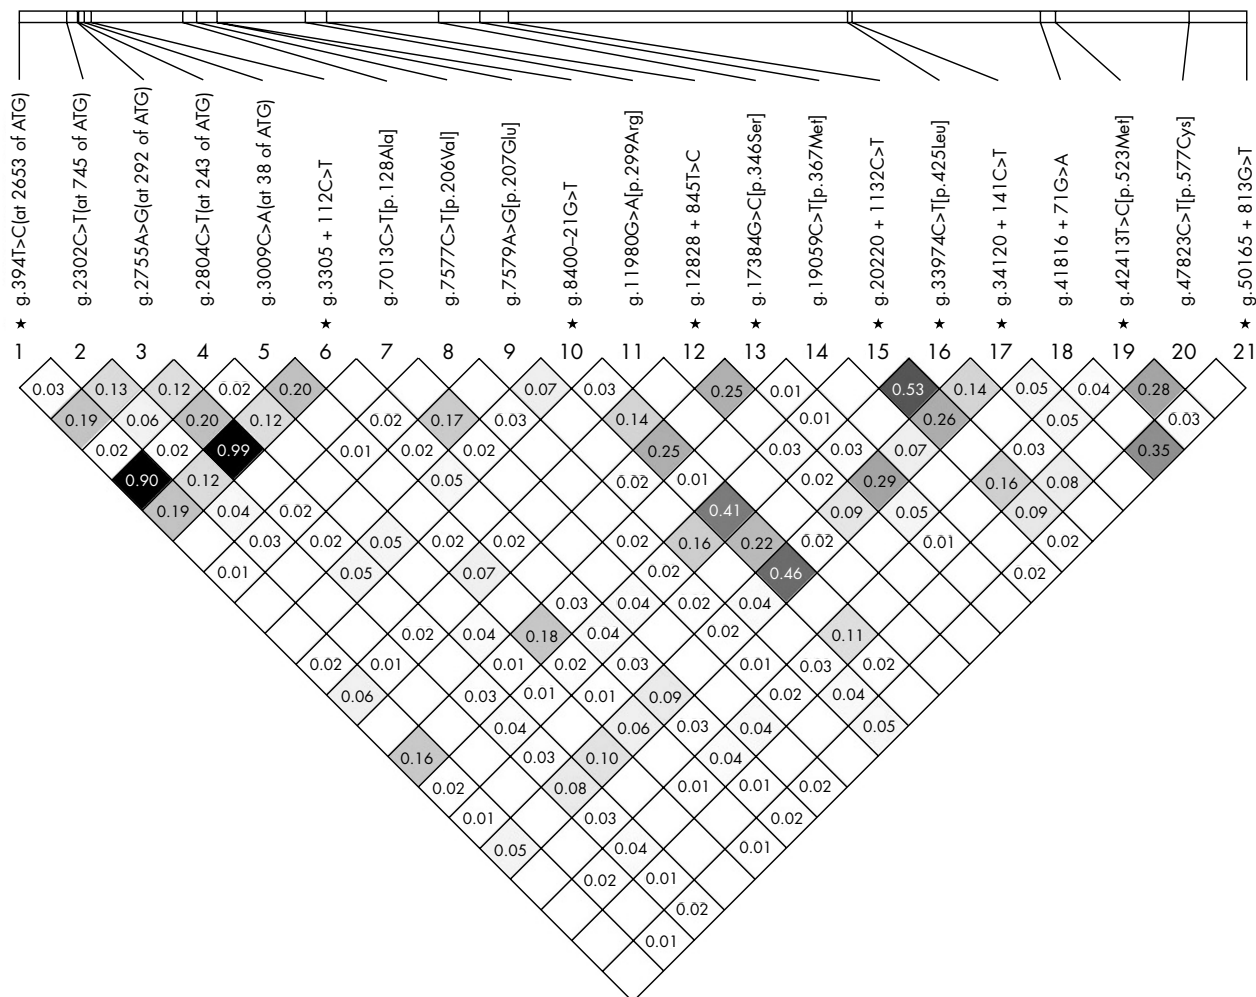 g.394T>C(at 2653 of ATG)
g.2302C>T(at 745 of ATG)
g.2755A>G(at 292 of ATG)
g.2804C>T(at 243 of ATG)
g.3009C>A(at 38 of ATG)
g.3305 + 112C>T
g.7013C>T[p.128Ala]
g.7577C>T[p.206Val]
g.7579A>G[p.207Glu]
g.8400–21G>T
g.11980G>A[p.299Arg]
g.12828 + 845T>C
g.17384G>C[p.346Ser]
g.19059C>T[p.367Met]
g.20220 + 1132C>T
g.33974C>T[p.425Leu]
g.34120 + 141C>T
g.41816 + 71G>A
g.42413T>C[p.523Met]
g.47823C>T[p.577Cys]
g.50165 + 813G>T
★ ★ ★ ★ ★ ★ ★ ★ ★ ★
1 2 3 4 5 6 7 8 9 10 11 12 13 14 15 16 17 18 19 20 21
0.03 0.13 0.12 0.02 0.20 0.07 0.03 0.25 0.01 0.53 0.14 0.05 0.04 0.28
0.19 0.06 0.20 0.12 0.02 0.17 0.03 0.14 0.01 0.26 0.05 0.03
0.02 0.02 0.99 0.01 0.02 0.02 0.25 0.03 0.03 0.07 0.03 0.35
0.90 0.12 0.05 0.02 0.01 0.02 0.29 0.16 0.08
0.19 0.04 0.02 0.41 0.09 0.05 0.09
0.03 0.02 0.05 0.02 0.02 0.02 0.16 0.22 0.02 0.01 0.02
0.01 0.05 0.07 0.02 0.46 0.02
0.03 0.04 0.02 0.04
0.02 0.04 0.18 0.04 0.02 0.11
0.02 0.01 0.01 0.02 0.03 0.01 0.03 0.02
0.06 0.03 0.01 0.01 0.09 0.02 0.04
0.04 0.06 0.03 0.04 0.05
0.16 0.03 0.10 0.04
0.02 0.08 0.01 0.01 0.02
0.01 0.03 0.02
0.05 0.04 0.01
0.02 0.01
0.02
0.01